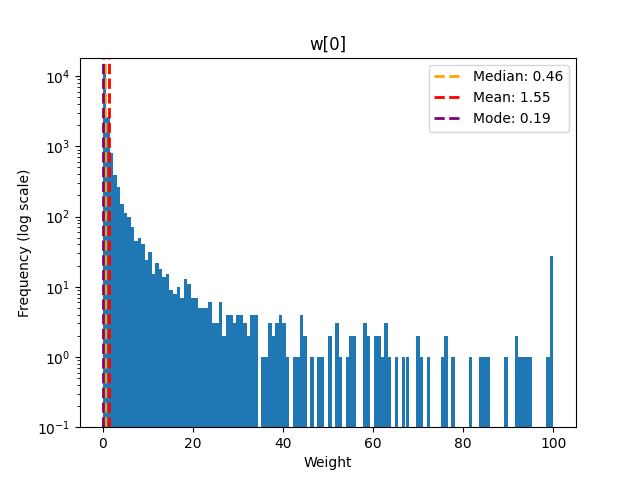 w[0]
Median: 0.46
Mean: 1.55
Mode: 0.19
Frequency (log scale)
10⁴
10³
10²
10¹
10⁰
10⁻¹
0 20 40 60 80 100
Weight